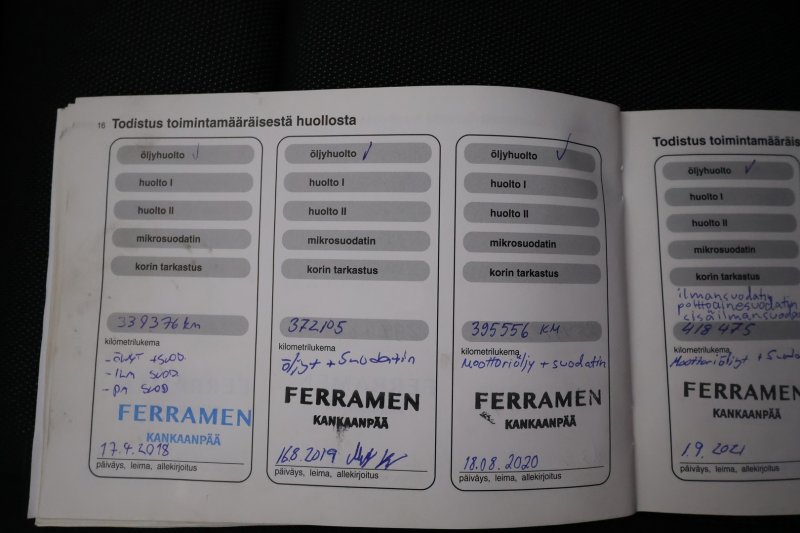 16 Todistus toimintamääräisestä huollosta
öljyhuolto ✓
huolto I
huolto II
mikrosuodatin
korin tarkastus
339376 km
kilometrilukema
- öljyt + suod.
- ilm suod
- pn suod
FERRAMEN
KANKAANPÄÄ
17.4.2018
päiväys, leima, allekirjoitus
öljyhuolto ✓
huolto I
huolto II
mikrosuodatin
korin tarkastus
372105
kilometrilukema
öljyt + suodatin
FERRAMEN
KANKAANPÄÄ
16.8.2019
päiväys, leima, allekirjoitus
öljyhuolto ✓
huolto I
huolto II
mikrosuodatin
korin tarkastus
395556 KM
kilometrilukema
Moottoriöljy + suodatin
FERRAMEN
KANKAANPÄÄ
18.08.2020
päiväys, leima, allekirjoitus
Todistus
öljyhuolto ✓
huolto I
huolto II
mikrosuodatin
korin tarkastus
ilmansuodatin
polttoainesuodatin
418475
kilometrilukema
Moottoriöljyt +
FERRAMEN
1.9.2021
päiväys, leima, allekirjoitus